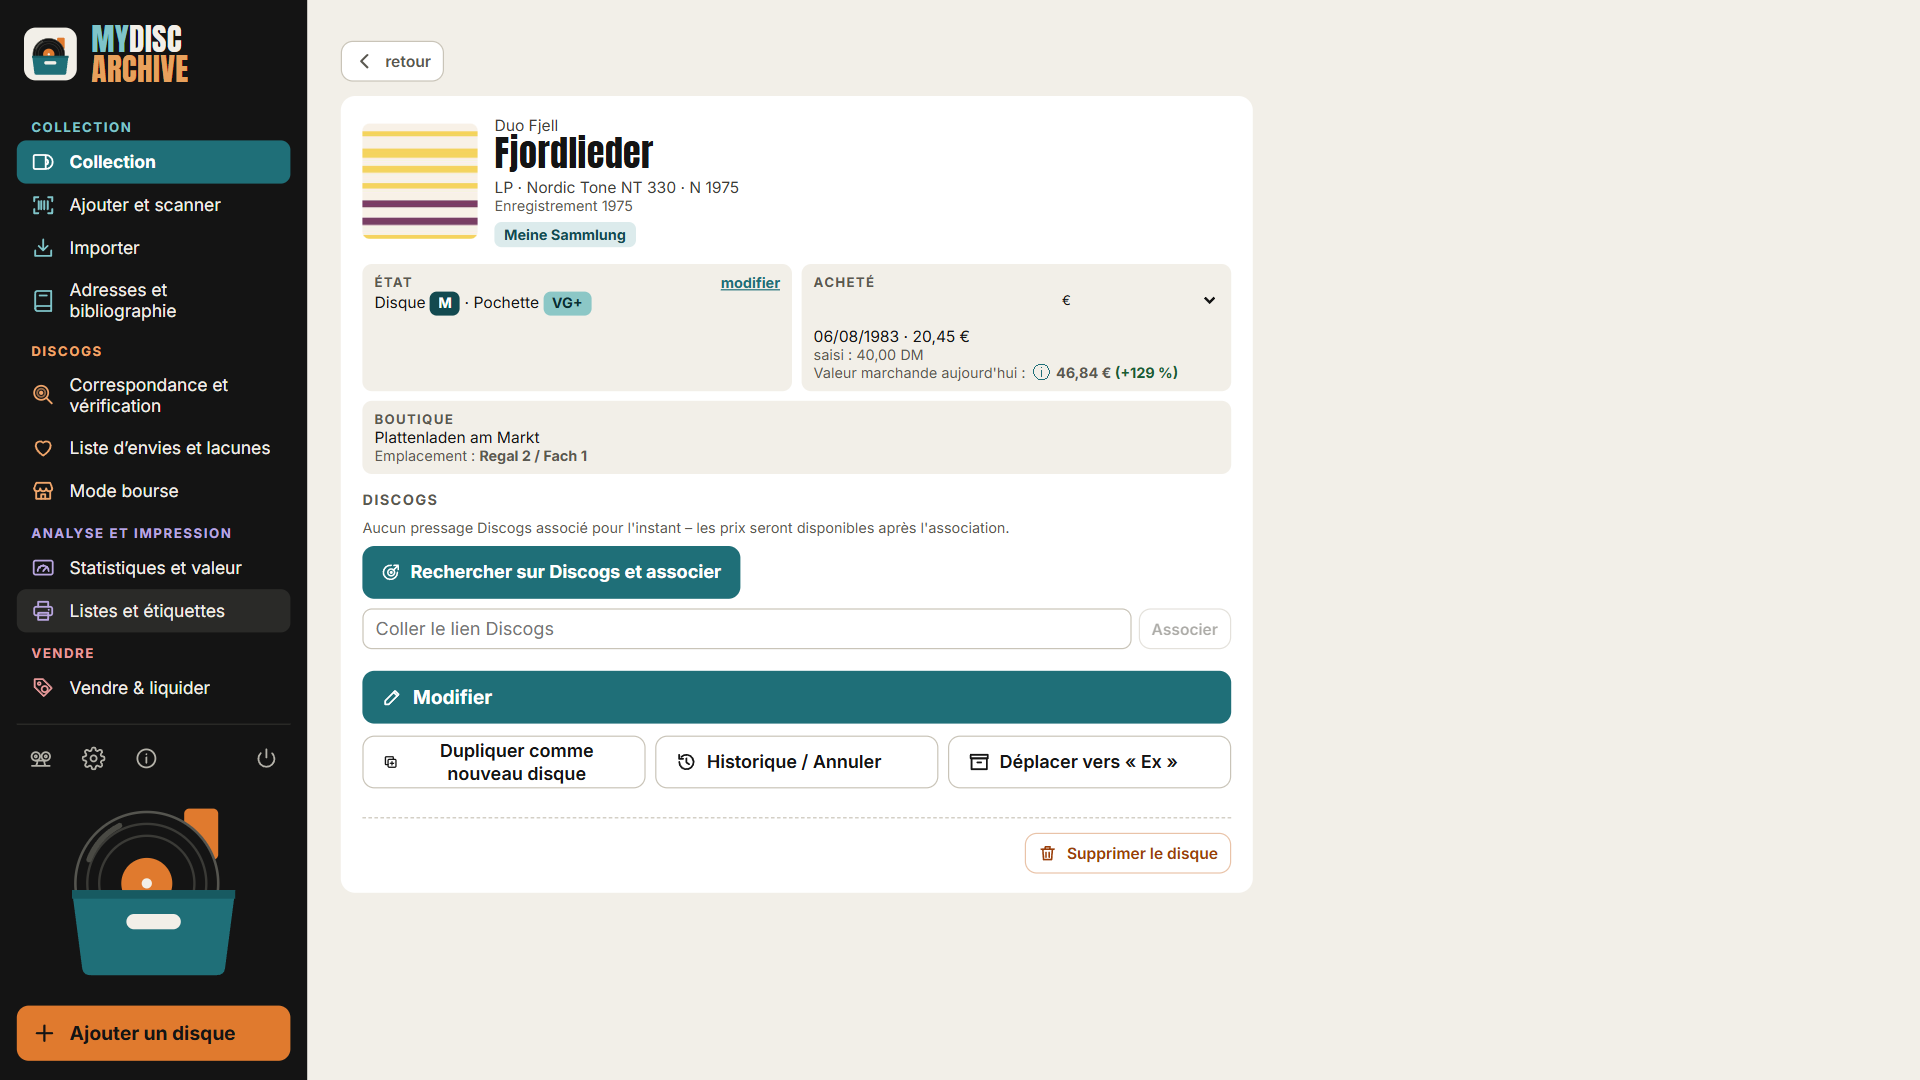 MYDISC
ARCHIVE
COLLECTION
Collection
Ajouter et scanner
Importer
Adresses et
bibliographie
DISCOGS
Correspondance et
vérification
Liste d’envies et lacunes
Mode bourse
ANALYSE ET IMPRESSION
Statistiques et valeur
Listes et étiquettes
VENDRE
Vendre & liquider
Ajouter un disque
retour
Duo Fjell
Fjordlieder
LP · Nordic Tone NT 330 · N 1975
Enregistrement 1975
Meine Sammlung
ÉTAT
modifier
Disque M · Pochette VG+
ACHETÉ
€
06/08/1983 · 20,45 €
saisi : 40,00 DM
Valeur marchande aujourd'hui : 46,84 € (+129 %)
BOUTIQUE
Plattenladen am Markt
Emplacement : Regal 2 / Fach 1
DISCOGS
Aucun pressage Discogs associé pour l'instant – les prix seront disponibles après l'association.
Rechercher sur Discogs et associer
Coller le lien Discogs
Associer
Modifier
Dupliquer comme
nouveau disque
Historique / Annuler
Déplacer vers « Ex »
Supprimer le disque